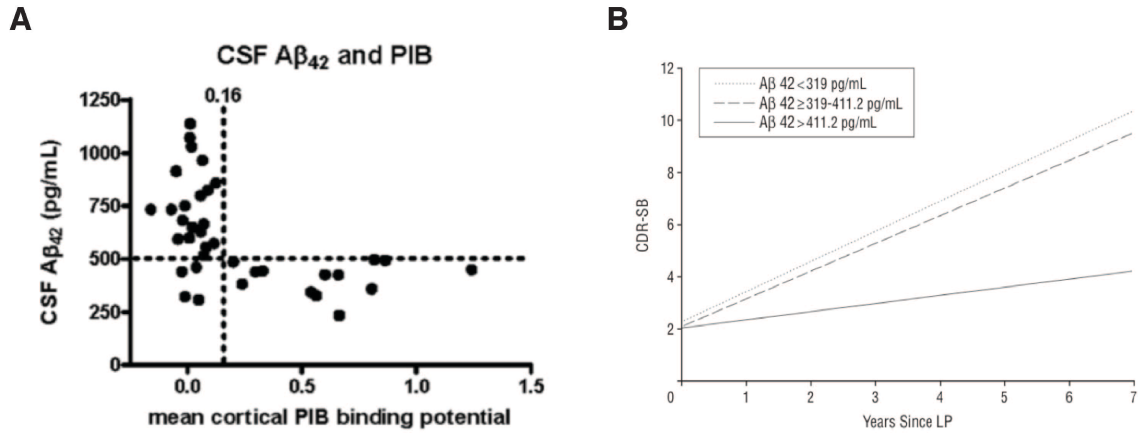 A
CSF Aβ42 and PIB
0.16
1250
1000
750
500
250
0
CSF Aβ42 (pg/mL)
0.0 0.5 1.0 1.5
mean cortical PIB binding potential
B
12
10
8
6
4
2
CDR-SB
Aβ 42 <319 pg/mL
Aβ 42 ≥319-411.2 pg/mL
Aβ 42 >411.2 pg/mL
0 1 2 3 4 5 6 7
Years Since LP